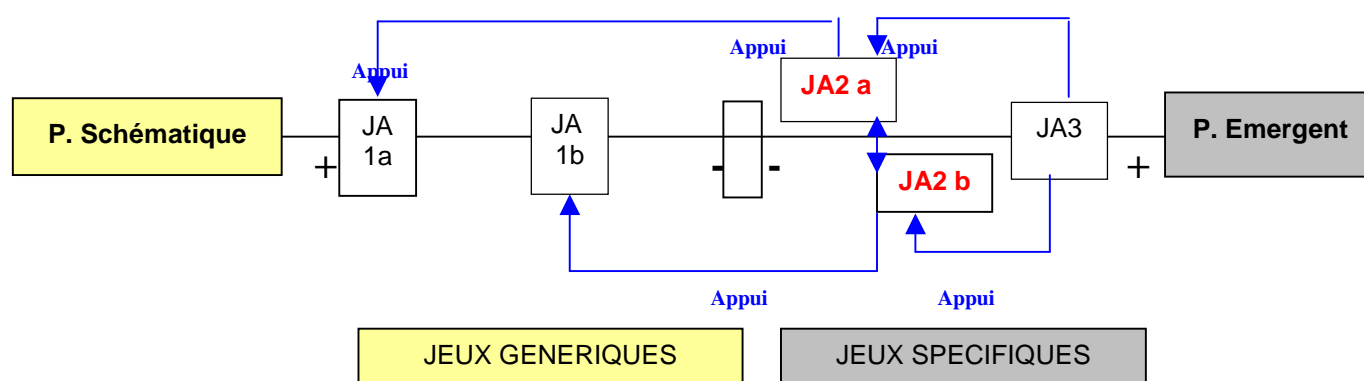 Appui
Appui
Appui
JA2 a
P. Schématique
JA
1a
JA
1b
JA3
P. Emergent
+
-
-
+
JA2 b
Appui
Appui
JEUX GENERIQUES
JEUX SPECIFIQUES